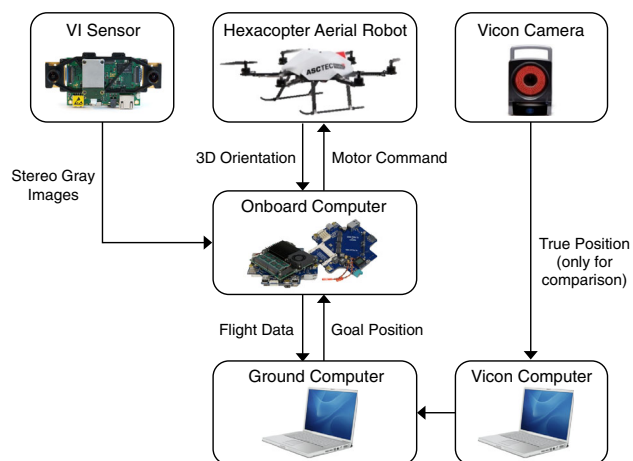 VI Sensor
Hexacopter Aerial Robot
Vicon Camera
ASCTEC
3D Orientation
Motor Command
Stereo Gray
Images
Onboard Computer
True Position
(only for
comparison)
Flight Data
Goal Position
Ground Computer
Vicon Computer